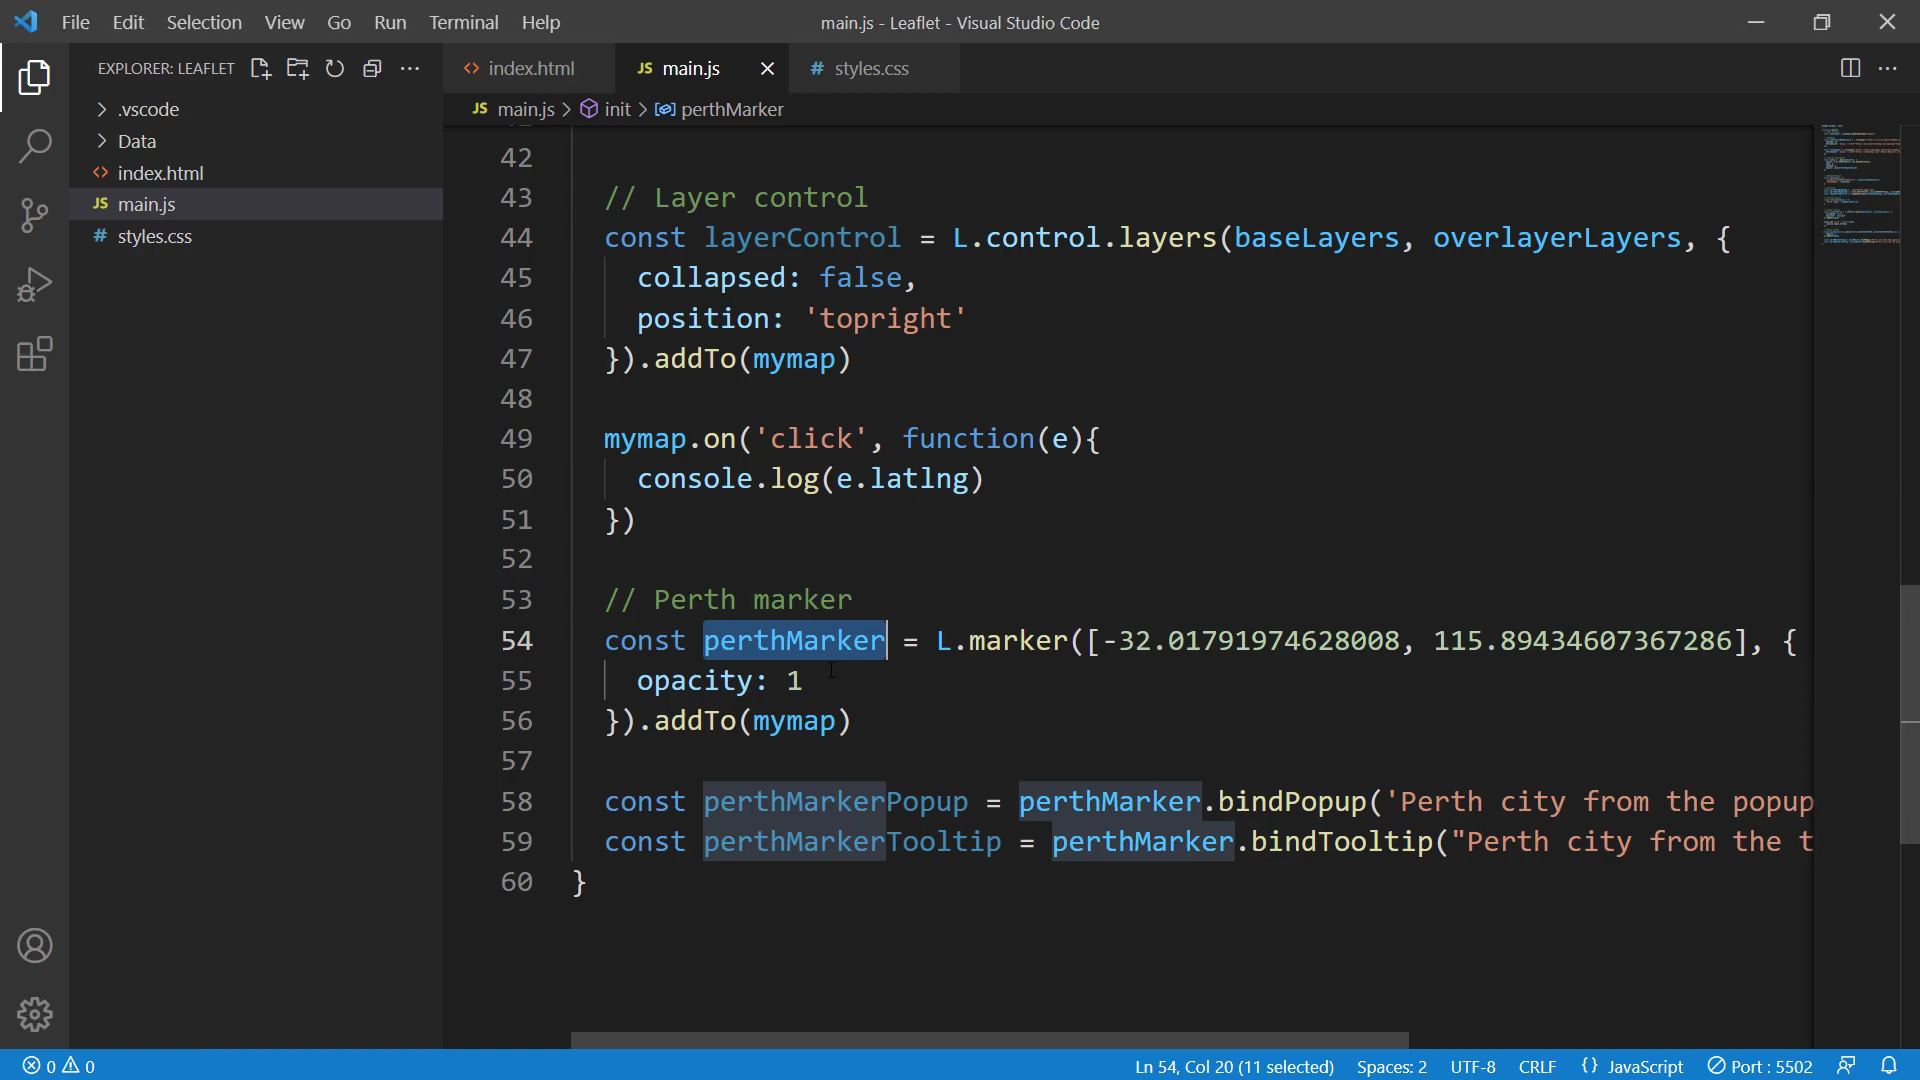 File Edit Selection View Go Run Terminal Help
main.js - Leaflet - Visual Studio Code
EXPLORER: LEAFLET
index.html
JS main.js
# styles.css
JS main.js > init > perthMarker
.vscode
Data
index.html
JS main.js
# styles.css
42
43 // Layer control
44 const layerControl = L.control.layers(baseLayers, overlayerLayers, {
45 collapsed: false,
46 position: 'topright'
47 }).addTo(mymap)
48
49 mymap.on('click', function(e){
50 console.log(e.latlng)
51 })
52
53 // Perth marker
54 const perthMarker = L.marker([-32.01791974628008, 115.89434607367286], {
55 opacity: 1
56 }).addTo(mymap)
57
58 const perthMarkerPopup = perthMarker.bindPopup('Perth city from the popup
59 const perthMarkerTooltip = perthMarker.bindTooltip("Perth city from the t
60 }
0 0
Ln 54, Col 20 (11 selected) Spaces: 2 UTF-8 CRLF {} JavaScript Port : 5502